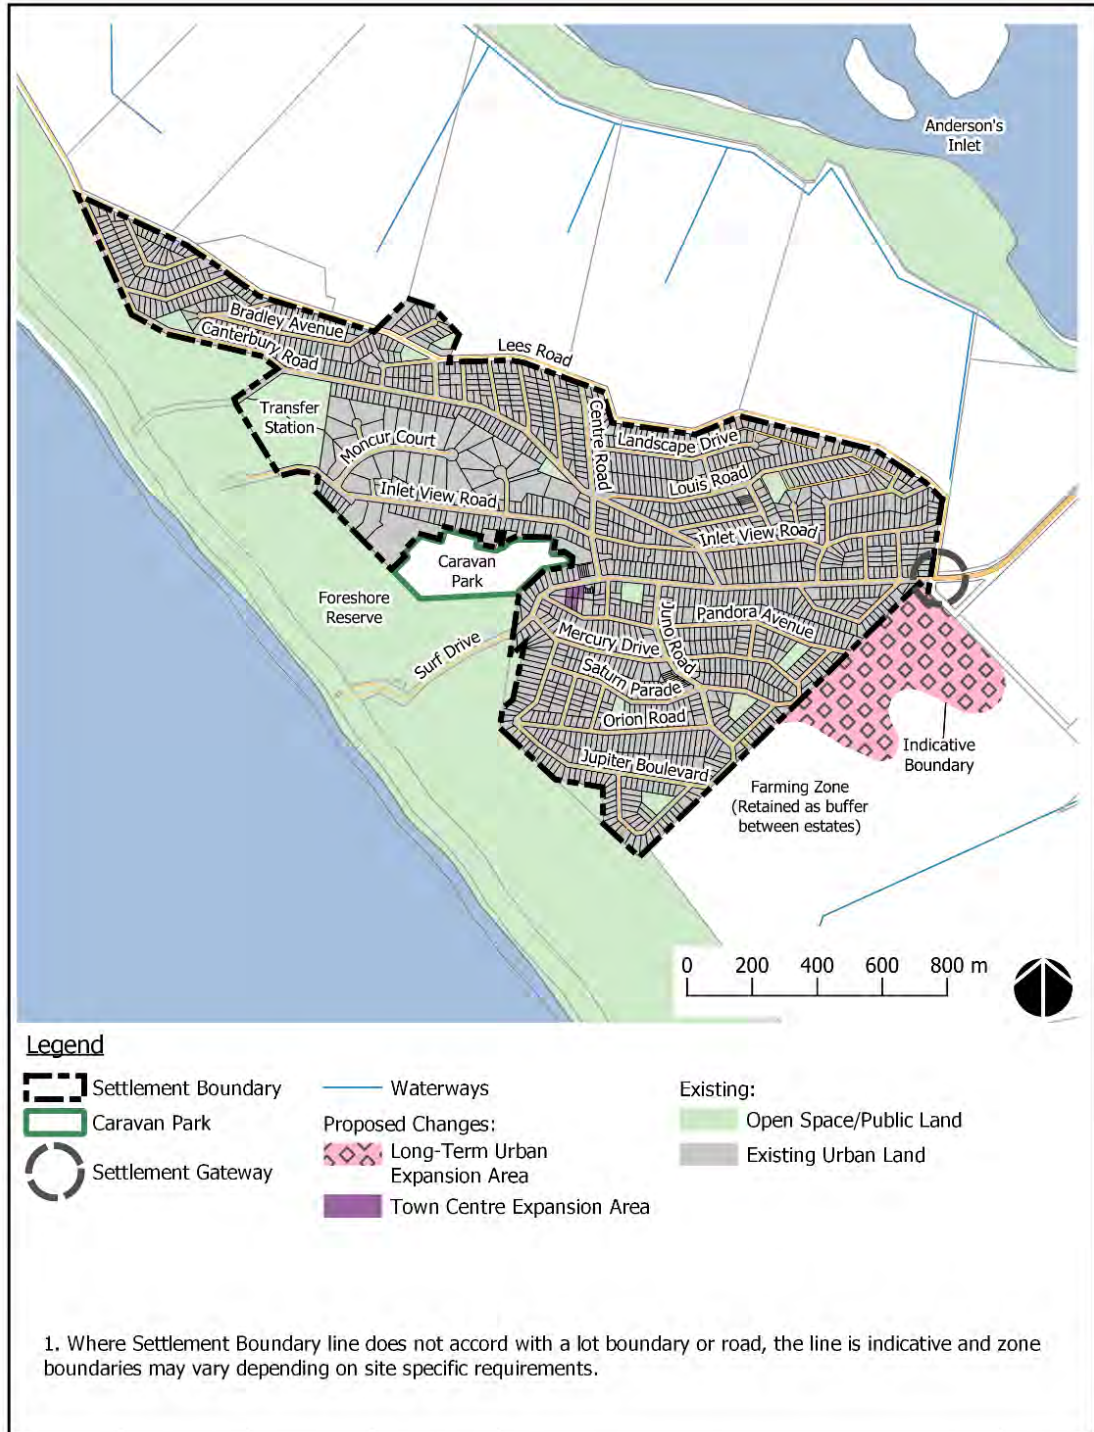 Anderson's
Inlet
Bradley Avenue
Canterbury Road
Lees Road
Transfer
Station
Centre Road
Landscape Drive
Moncur Court
Louis Road
Inlet View Road
Inlet View Road
Caravan
Park
Foreshore
Reserve
Juno Road
Pandora Avenue
Surf Drive
Mercury Drive
Saturn Parade
Orion Road
Indicative
Boundary
Jupiter Boulevard
Farming Zone
(Retained as buffer
between estates)
0 200 400 600 800 m
Legend
Settlement Boundary
Caravan Park
Settlement Gateway
Waterways
Proposed Changes:
Long-Term Urban
Expansion Area
Town Centre Expansion Area
Existing:
Open Space/Public Land
Existing Urban Land
1. Where Settlement Boundary line does not accord with a lot boundary or road, the line is indicative and zone
boundaries may vary depending on site specific requirements.